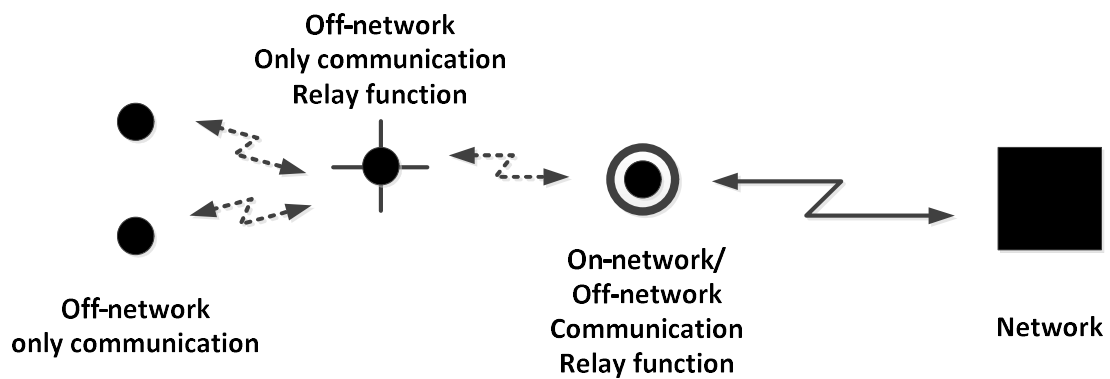 Off-network
Only communication
Relay function
Off-network
only communication
On-network/
Off-network
Communication
Relay function
Network